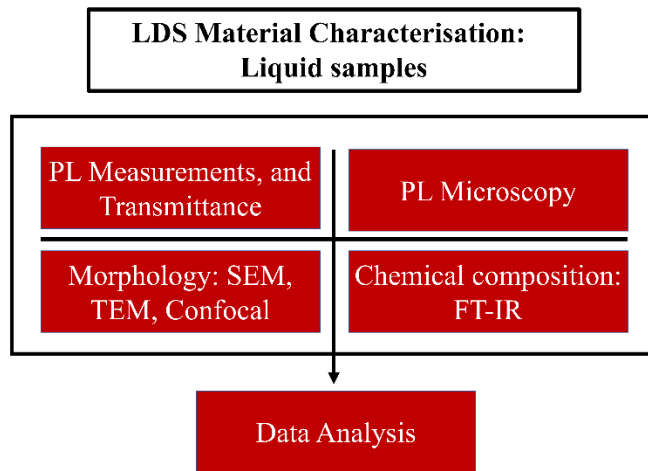 LDS Material Characterisation:
Liquid samples
PL Measurements, and
Transmittance
PL Microscopy
Morphology: SEM,
TEM, Confocal
Chemical composition:
FT-IR
Data Analysis